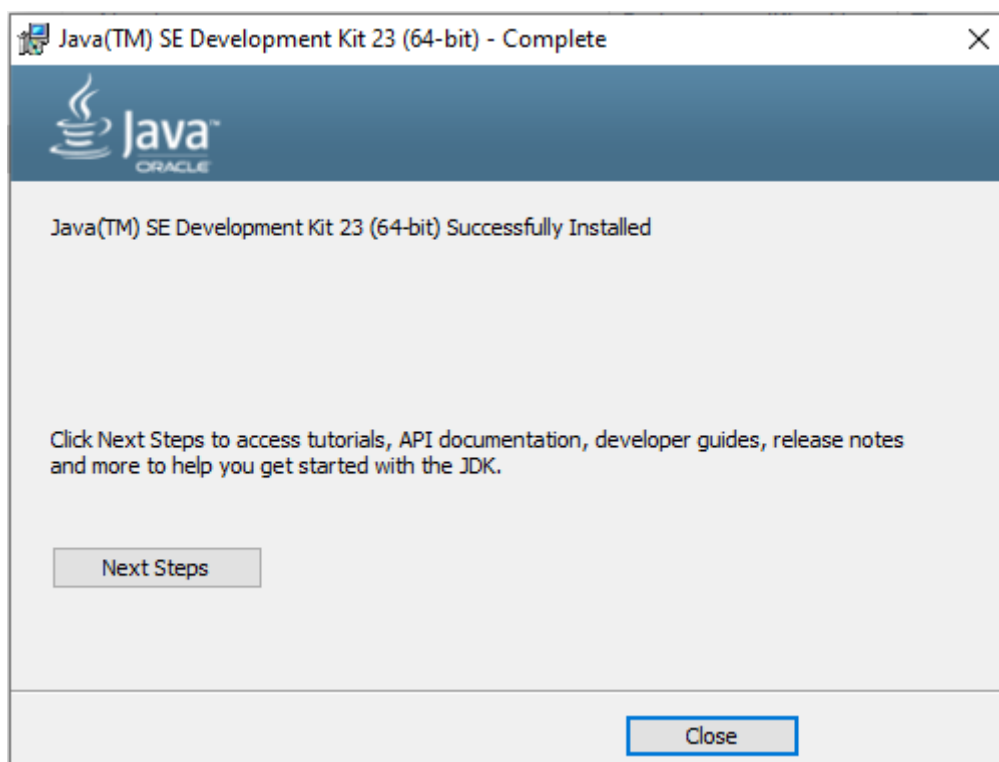 Java(TM) SE Development Kit 23 (64-bit) - Complete
Java™
ORACLE
Java(TM) SE Development Kit 23 (64-bit) Successfully Installed
Click Next Steps to access tutorials, API documentation, developer guides, release notes
and more to help you get started with the JDK.
Next Steps
Close